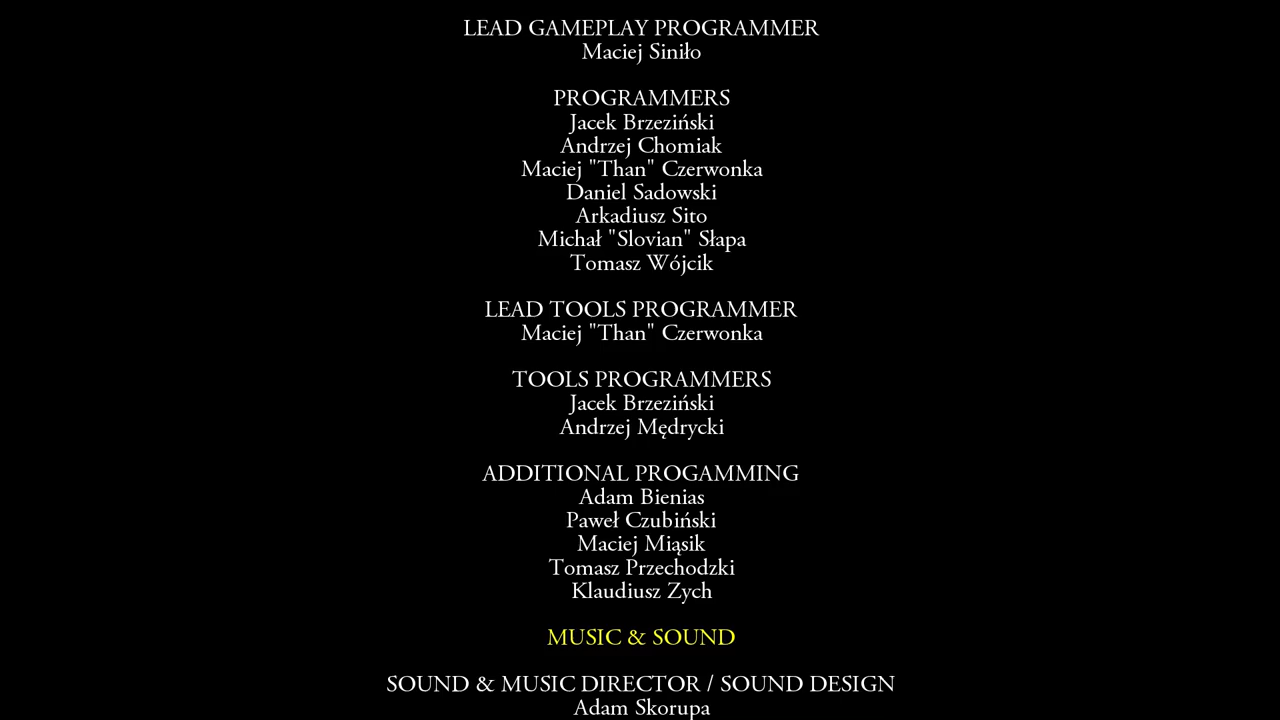 LEAD GAMEPLAY PROGRAMMER
Maciej Siniło
PROGRAMMERS
Jacek Brzeziński
Andrzej Chomiak
Maciej "Than" Czerwonka
Daniel Sadowski
Arkadiusz Sito
Michał "Slovian" Słapa
Tomasz Wójcik
LEAD TOOLS PROGRAMMER
Maciej "Than" Czerwonka
TOOLS PROGRAMMERS
Jacek Brzeziński
Andrzej Mędrycki
ADDITIONAL PROGAMMING
Adam Bienias
Paweł Czubiński
Maciej Miąsik
Tomasz Przechodzki
Klaudiusz Zych
MUSIC & SOUND
SOUND & MUSIC DIRECTOR / SOUND DESIGN
Adam Skorupa